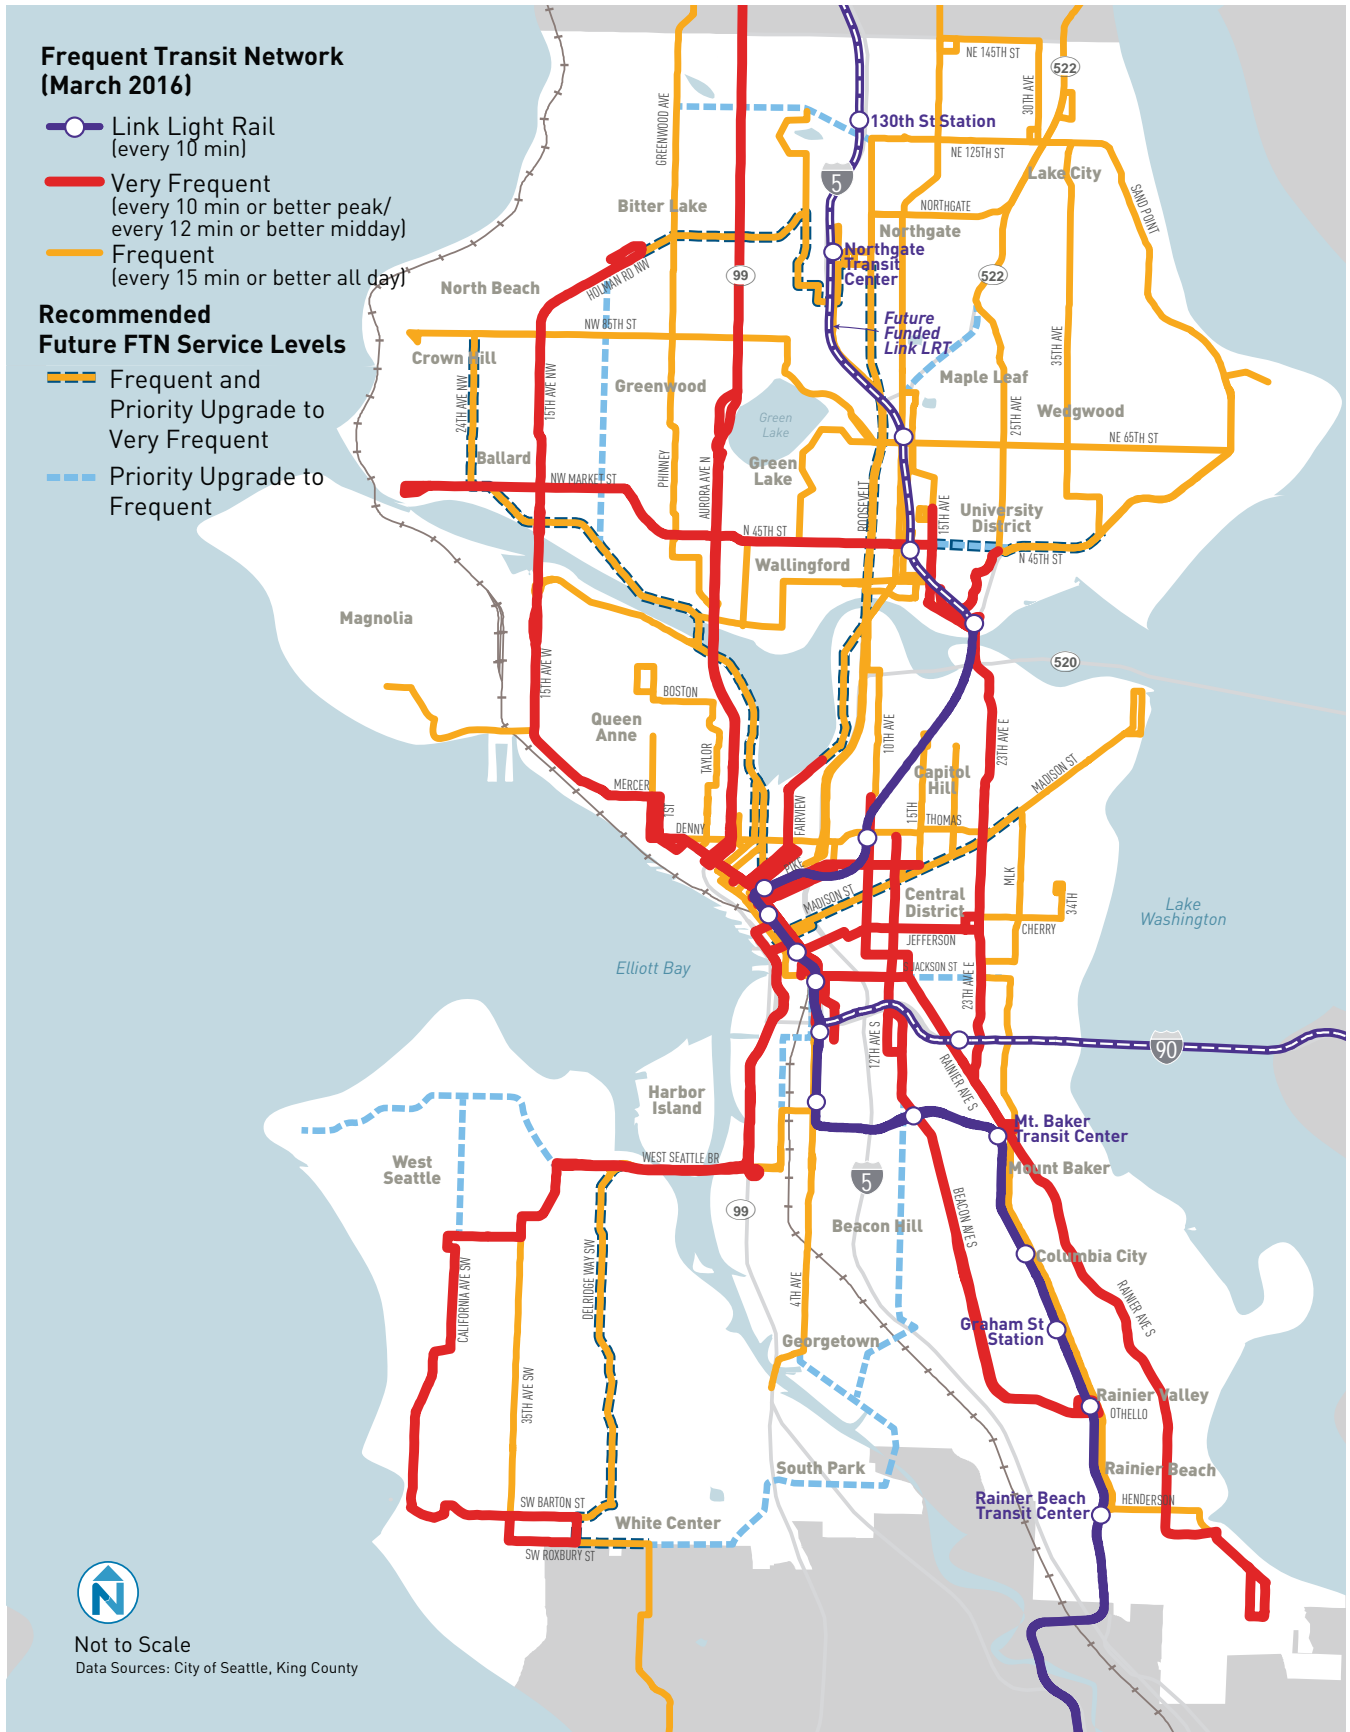 Frequent Transit Network
(March 2016)
Link Light Rail
(every 10 min)
Very Frequent
(every 10 min or better peak/
every 12 min or better midday)
Frequent
(every 15 min or better all day)
Recommended
Future FTN Service Levels
Frequent and
Priority Upgrade to
Very Frequent
Priority Upgrade to
Frequent
NE 145TH ST
522
30TH AVE
GREENWOOD AVE
130th St Station
NE 125TH ST
5
Lake City
SAND POINT
Bitter Lake
NORTHGATE
Northgate
Northgate
Transit
Center
99
522
HOLMAN RD NW
North Beach
Future
Funded
Link LRT
NW 85TH ST
Crown Hill
35TH AVE
24TH AVE NW
15TH AVE NW
Greenwood
Maple Leaf
Green
Lake
25TH AVE
Wedgwood
NE 65TH ST
Ballard
PHINNEY
AURORA AVE N
Green
Lake
NW MARKET ST
ROOSEVELT
15TH AVE
University
District
N 45TH ST
N 45TH ST
Wallingford
Magnolia
520
15TH AVE W
BOSTON
Queen
Anne
TAYLOR
10TH AVE
23TH AVE E
MADISON ST
Capitol
Hill
MERCER
1ST
DENNY
FAIRVIEW
15TH
THOMAS
PIKE
MLK
MADISON ST
Central
District
34TH
CHERRY
JEFFERSON
Lake
Washington
Elliott Bay
S JACKSON ST
23TH AVE E
12TH AVE S
90
RAINIER AVE S
Harbor
Island
Mt. Baker
Transit Center
WEST SEATTLE BR
Mount Baker
West
Seattle
5
99
BEACON AVE S
Beacon Hill
DELRIDGE WAY SW
CALIFORNIA AVE SW
Columbia City
4TH AVE
RAINIER AVE S
Graham St
Station
Georgetown
35TH AVE SW
Rainier Valley
OTHELLO
South Park
Rainier Beach
SW BARTON ST
Rainier Beach
Transit Center
HENDERSON
White Center
SW ROXBURY ST
N
Not to Scale
Data Sources: City of Seattle, King County